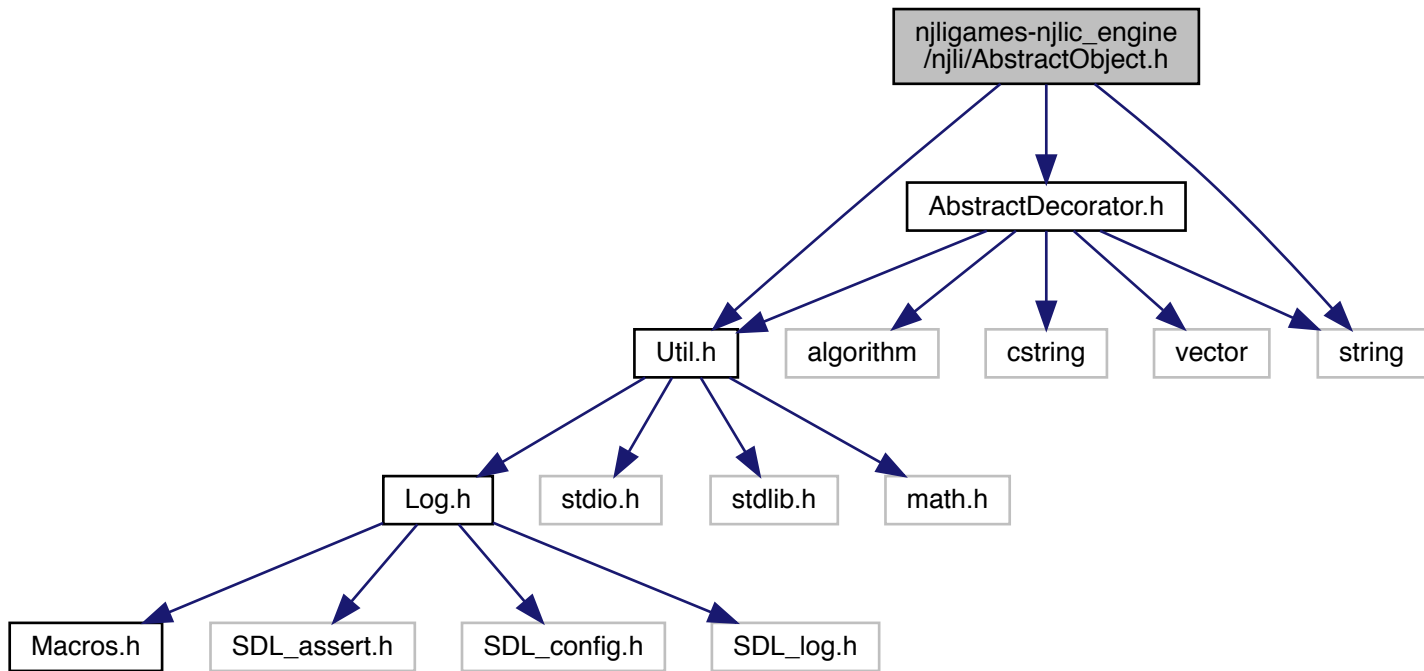 njligames-njlic_engine
/njli/AbstractObject.h
AbstractDecorator.h
Util.h
algorithm
cstring
vector
string
Log.h
stdio.h
stdlib.h
math.h
Macros.h
SDL_assert.h
SDL_config.h
SDL_log.h